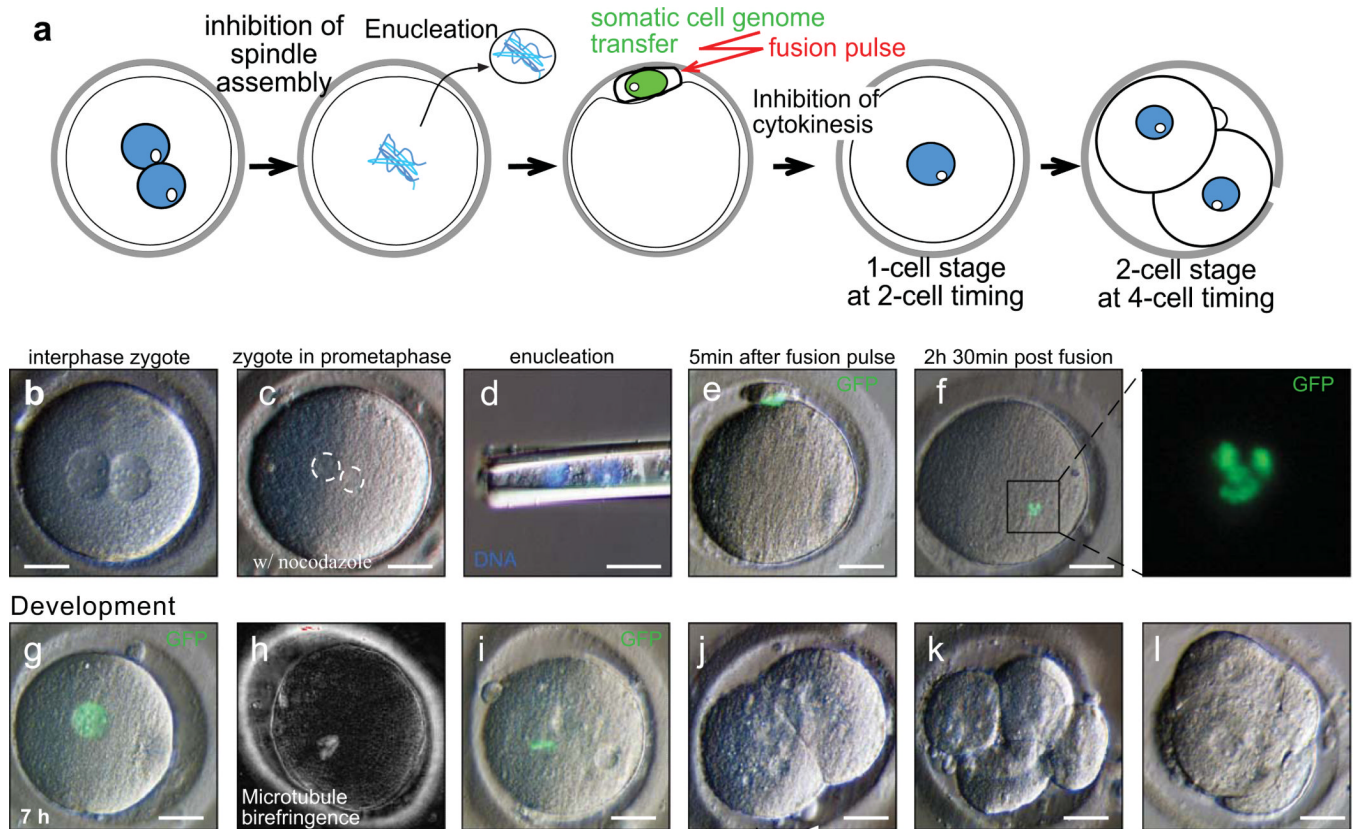 a
inhibition of
spindle
assembly
Enucleation
somatic cell genome
transfer
fusion pulse
Inhibition of
cytokinesis
1-cell stage
at 2-cell timing
2-cell stage
at 4-cell timing
interphase zygote
zygote in prometaphase
enucleation
5min after fusion pulse
2h 30min post fusion
b
c
w/ nocodazole
d
DNA
e
GFP
f
GFP
Development
g
GFP
7 h
h
Microtubule
birefringence
i
GFP
j
k
l